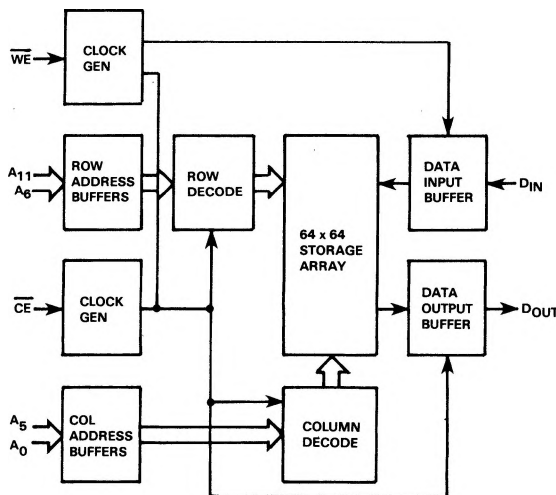 WE
CLOCK
GEN
A11
A6
ROW
ADDRESS
BUFFERS
ROW
DECODE
64 x 64
STORAGE
ARRAY
DATA
INPUT
BUFFER
DIN
CE
CLOCK
GEN
DATA
OUTPUT
BUFFER
DOUT
A5
A0
COL
ADDRESS
BUFFERS
COLUMN
DECODE